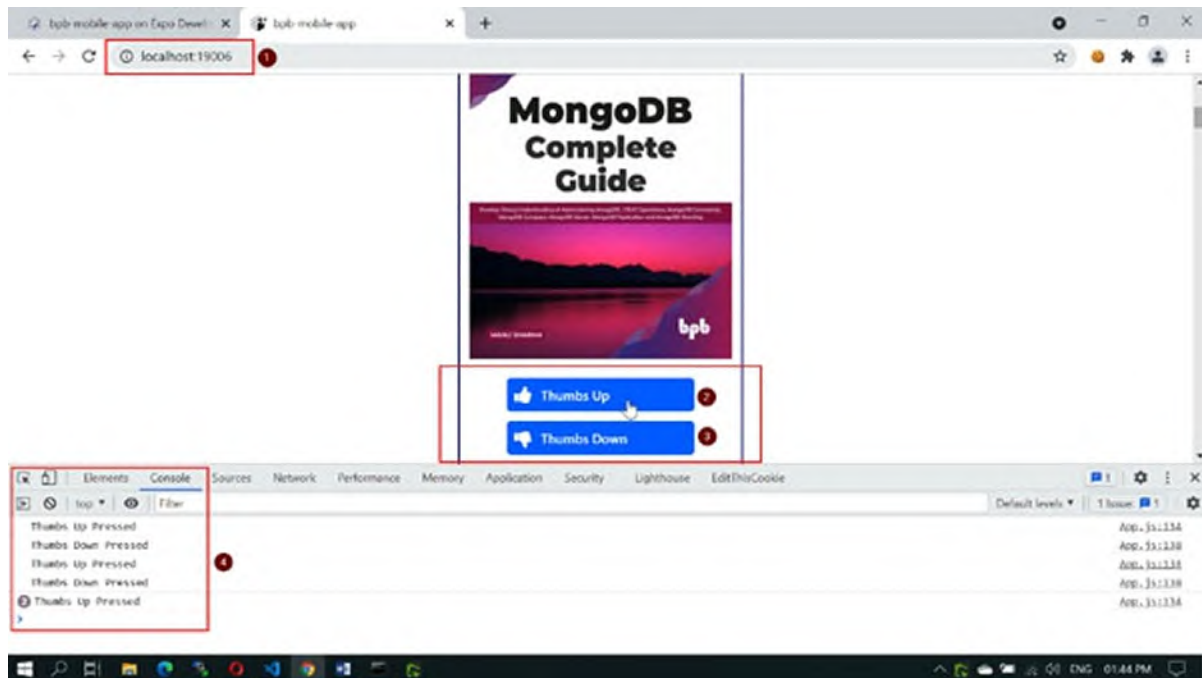 bpb-mobile-app on Expo Devel
bpb-mobile-app
localhost:19006
1
MongoDB
Complete
Guide
bpb
Thumbs Up
2
Thumbs Down
3
Elements Console Sources Network Performance Memory Application Security Lighthouse EditThisCookie
1
top
Filter
Default levels
1 Issue: 1
Thumbs Up Pressed
App.js:134
Thumbs Down Pressed
App.js:138
Thumbs Up Pressed
App.js:134
4
Thumbs Down Pressed
App.js:138
2 Thumbs Up Pressed
App.js:134
ENG 01:44 PM